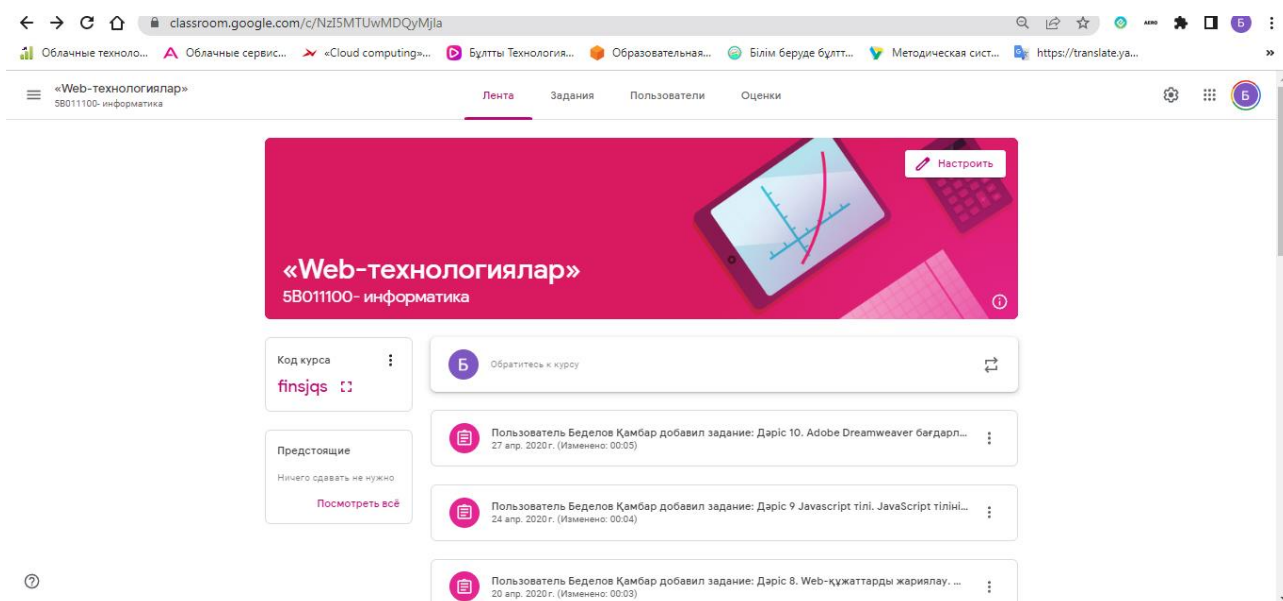 classroom.google.com/c/NzI5MTUwMDQyMjla
Облачные техноло... Облачные сервис... «Cloud computing»... Бұлтты Технология... Образовательная... Білім беруде бұлтт... Методическая сист... https://translate.ya... »
«Web-технологиялар»
5B011100- информатика
Лента Задания Пользователи Оценки
Б
Настроить
«Web-технологиялар»
5B011100- информатика
Код курса
finsjqs
Б Обратитесь к курсу
Предстоящие
Ничего сдавать не нужно
Посмотреть всё
Пользователь Беделов Қамбар добавил задание: Дәріс 10. Adobe Dreamweaver бағдарл...
27 апр. 2020 г. (Изменено: 00:05)
Пользователь Беделов Қамбар добавил задание: Дәріс 9 Javascript тілі. JavaScript тіліні...
24 апр. 2020 г. (Изменено: 00:04)
Пользователь Беделов Қамбар добавил задание: Дәріс 8. Web-құжаттарды жариялау. ...
20 апр. 2020 г. (Изменено: 00:03)